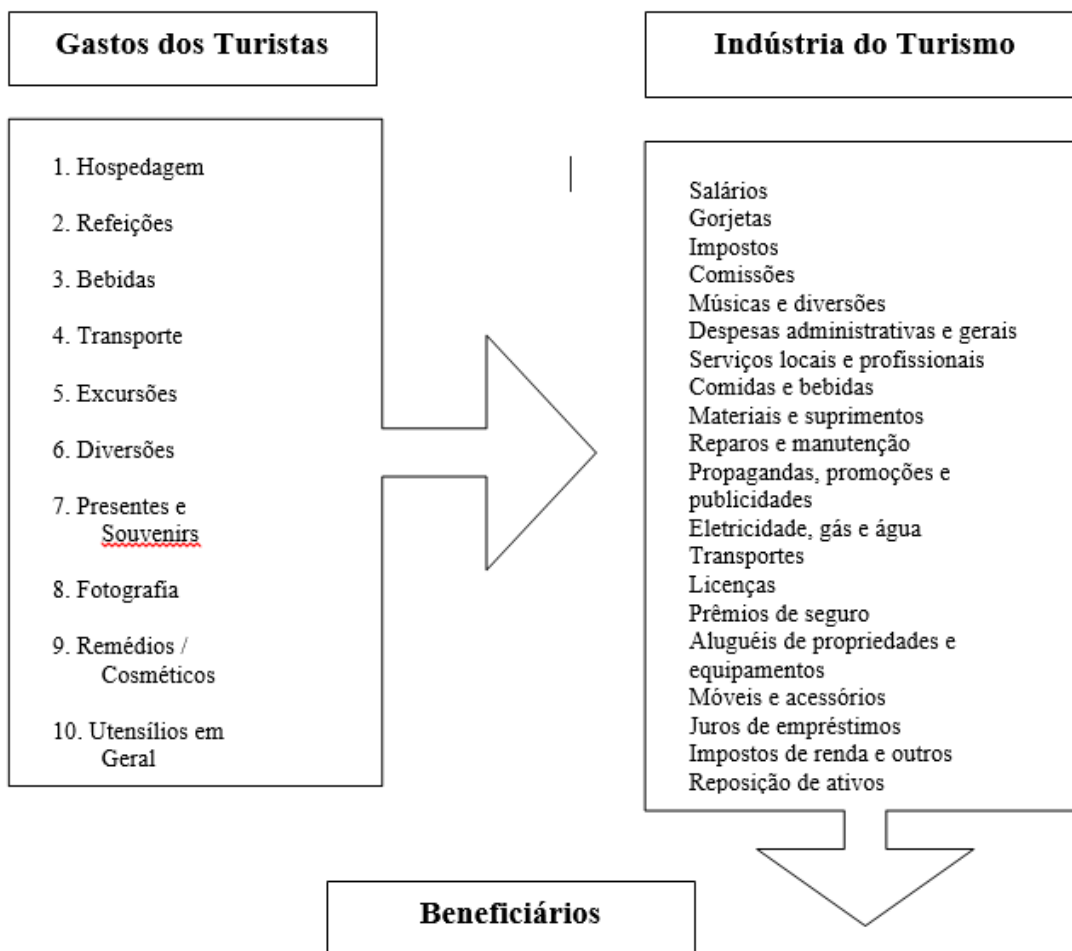 Gastos dos Turistas
1. Hospedagem
2. Refeições
3. Bebidas
4. Transporte
5. Excursões
6. Diversões
7. Presentes e
Souvenirs
8. Fotografia
9. Remédios /
Cosméticos
10. Utensílios em
Geral
Indústria do Turismo
Salários
Gorjetas
Impostos
Comissões
Músicas e diversões
Despesas administrativas e gerais
Serviços locais e profissionais
Comidas e bebidas
Materiais e suprimentos
Reparos e manutenção
Propagandas, promoções e
publicidades
Eletricidade, gás e água
Transportes
Licenças
Prêmios de seguro
Aluguéis de propriedades e
equipamentos
Móveis e acessórios
Juros de empréstimos
Impostos de renda e outros
Reposição de ativos
Beneficiários